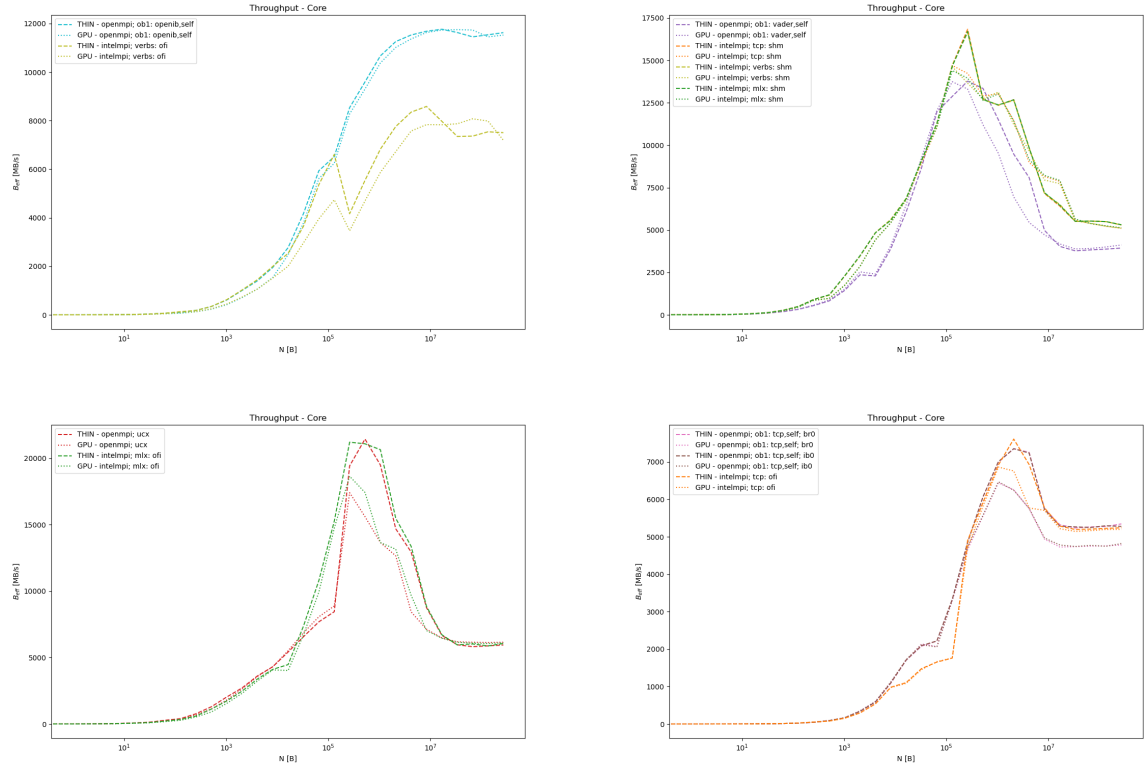 Throughput - Core
12000
10000
8000
6000
4000
2000
0
B_eff [MB/s]
THIN - openmpi; ob1: openib,self
GPU - openmpi; ob1: openib,self
THIN - intelmpi; verbs: ofi
GPU - intelmpi; verbs: ofi
10^1
10^3
10^5
10^7
N [B]
Throughput - Core
17500
15000
12500
10000
7500
5000
2500
0
B_eff [MB/s]
THIN - openmpi; ob1: vader,self
GPU - openmpi; ob1: vader,self
THIN - intelmpi; tcp: shm
GPU - intelmpi; tcp: shm
THIN - intelmpi; verbs: shm
GPU - intelmpi; verbs: shm
THIN - intelmpi; mlx: shm
GPU - intelmpi; mlx: shm
10^1
10^3
10^5
10^7
N [B]
Throughput - Core
20000
15000
10000
5000
0
B_eff [MB/s]
THIN - openmpi; ucx
GPU - openmpi; ucx
THIN - intelmpi; mlx: ofi
GPU - intelmpi; mlx: ofi
10^1
10^3
10^5
10^7
N [B]
Throughput - Core
7000
6000
5000
4000
3000
2000
1000
0
B_eff [MB/s]
THIN - openmpi; ob1: tcp,self; br0
GPU - openmpi; ob1: tcp,self; br0
THIN - openmpi; ob1: tcp,self; ib0
GPU - openmpi; ob1: tcp,self; ib0
THIN - intelmpi; tcp: ofi
GPU - intelmpi; tcp: ofi
10^1
10^3
10^5
10^7
N [B]